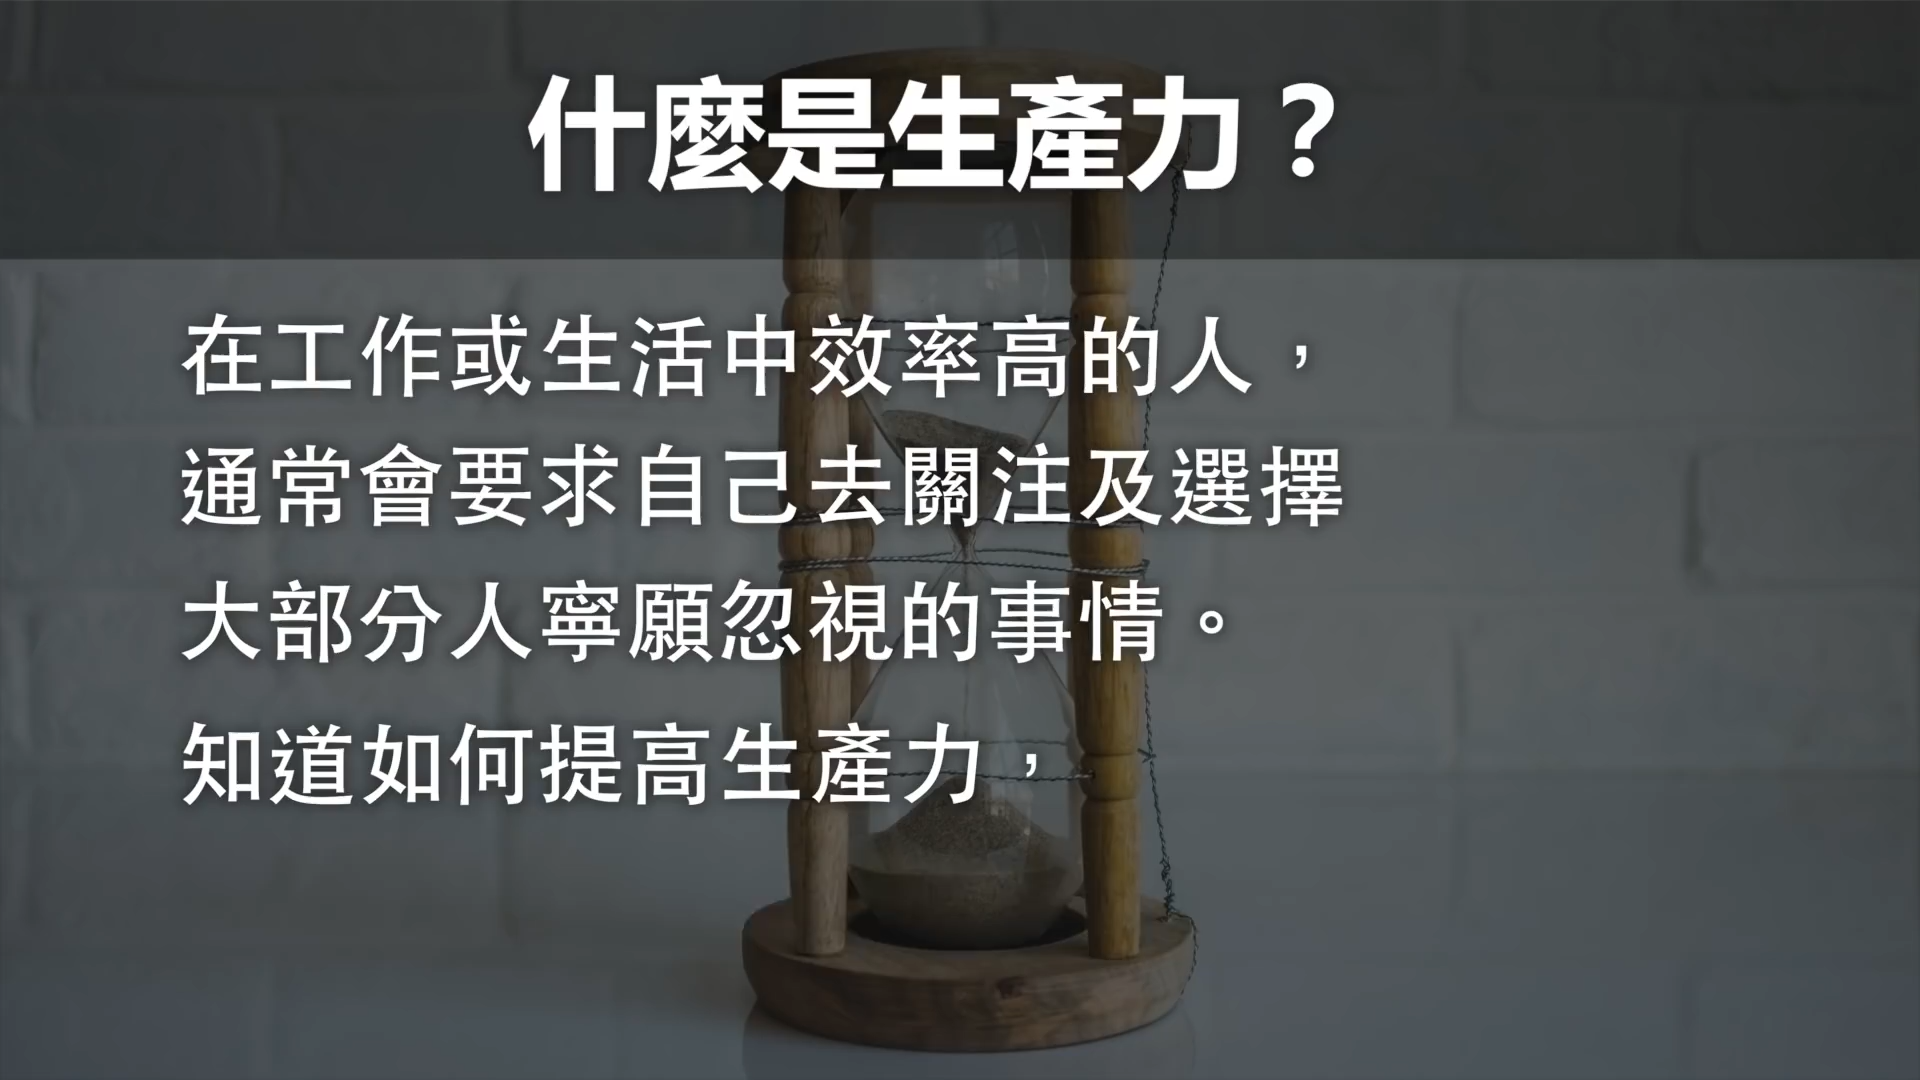 什麼是生產力？
在工作或生活中效率高的人，
通常會要求自己去關注及選擇
大部分人寧願忽視的事情。
知道如何提高生產力，